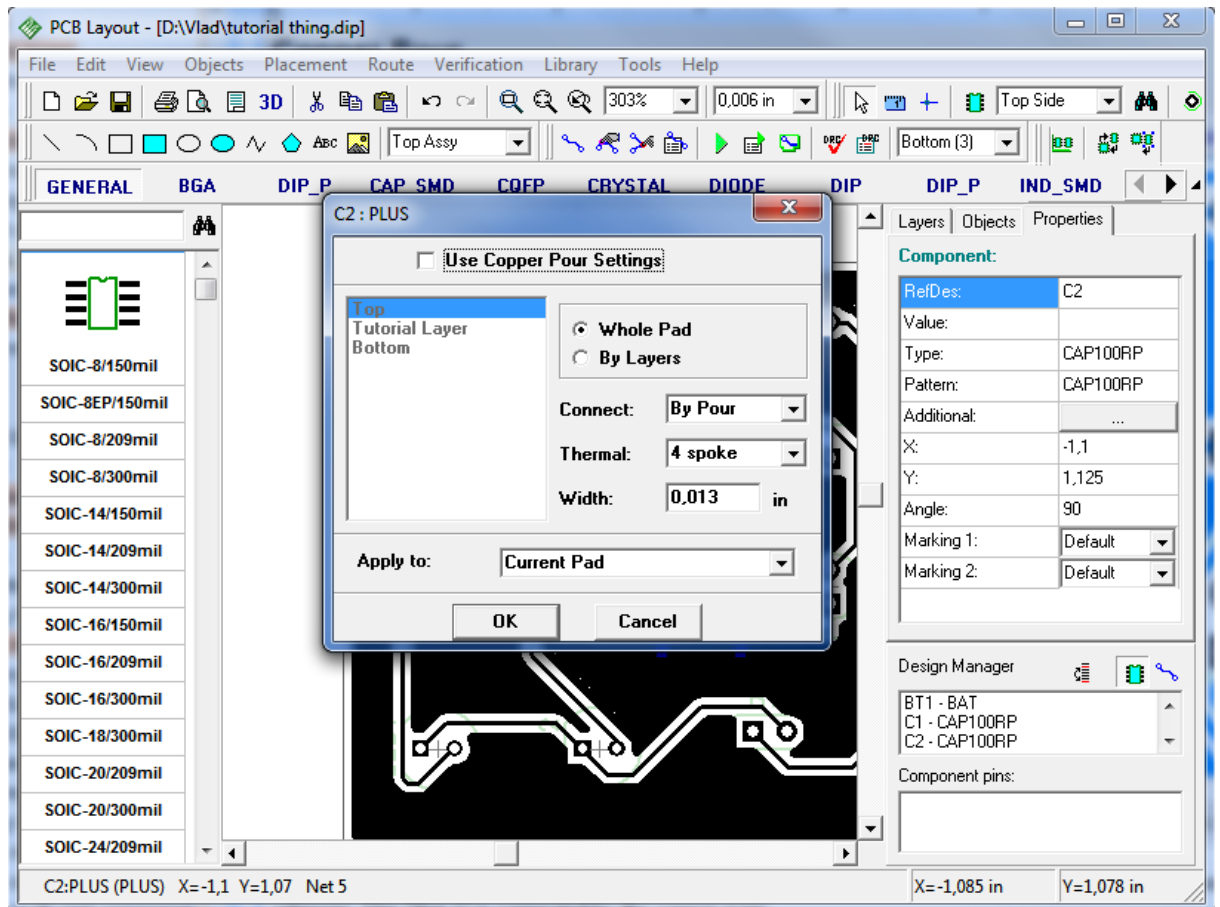 PCB Layout - [D:\Vlad\tutorial thing.dip]
File Edit View Objects Placement Route Verification Library Tools Help
3D 303% 0,006 in Top Side
ABC Top Assy DRC DRC Bottom (3)
GENERAL BGA DIP_P CAP_SMD CQFP CRYSTAL DIODE DIP DIP_P IND_SMD
SOIC-8/150mil
SOIC-8EP/150mil
SOIC-8/209mil
SOIC-8/300mil
SOIC-14/150mil
SOIC-14/209mil
SOIC-14/300mil
SOIC-16/150mil
SOIC-16/209mil
SOIC-16/300mil
SOIC-18/300mil
SOIC-20/209mil
SOIC-20/300mil
SOIC-24/209mil
C2 : PLUS
Use Copper Pour Settings
Top
Tutorial Layer
Bottom
Whole Pad
By Layers
Connect: By Pour
Thermal: 4 spoke
Width: 0,013 in
Apply to: Current Pad
OK Cancel
Layers Objects Properties
Component:
RefDes: C2
Value:
Type: CAP100RP
Pattern: CAP100RP
Additional: ...
X: -1,1
Y: 1,125
Angle: 90
Marking 1: Default
Marking 2: Default
Design Manager
BT1 - BAT
C1 - CAP100RP
C2 - CAP100RP
Component pins:
C2:PLUS (PLUS) X=-1,1 Y=1,07 Net 5
X=-1,085 in Y=1,078 in